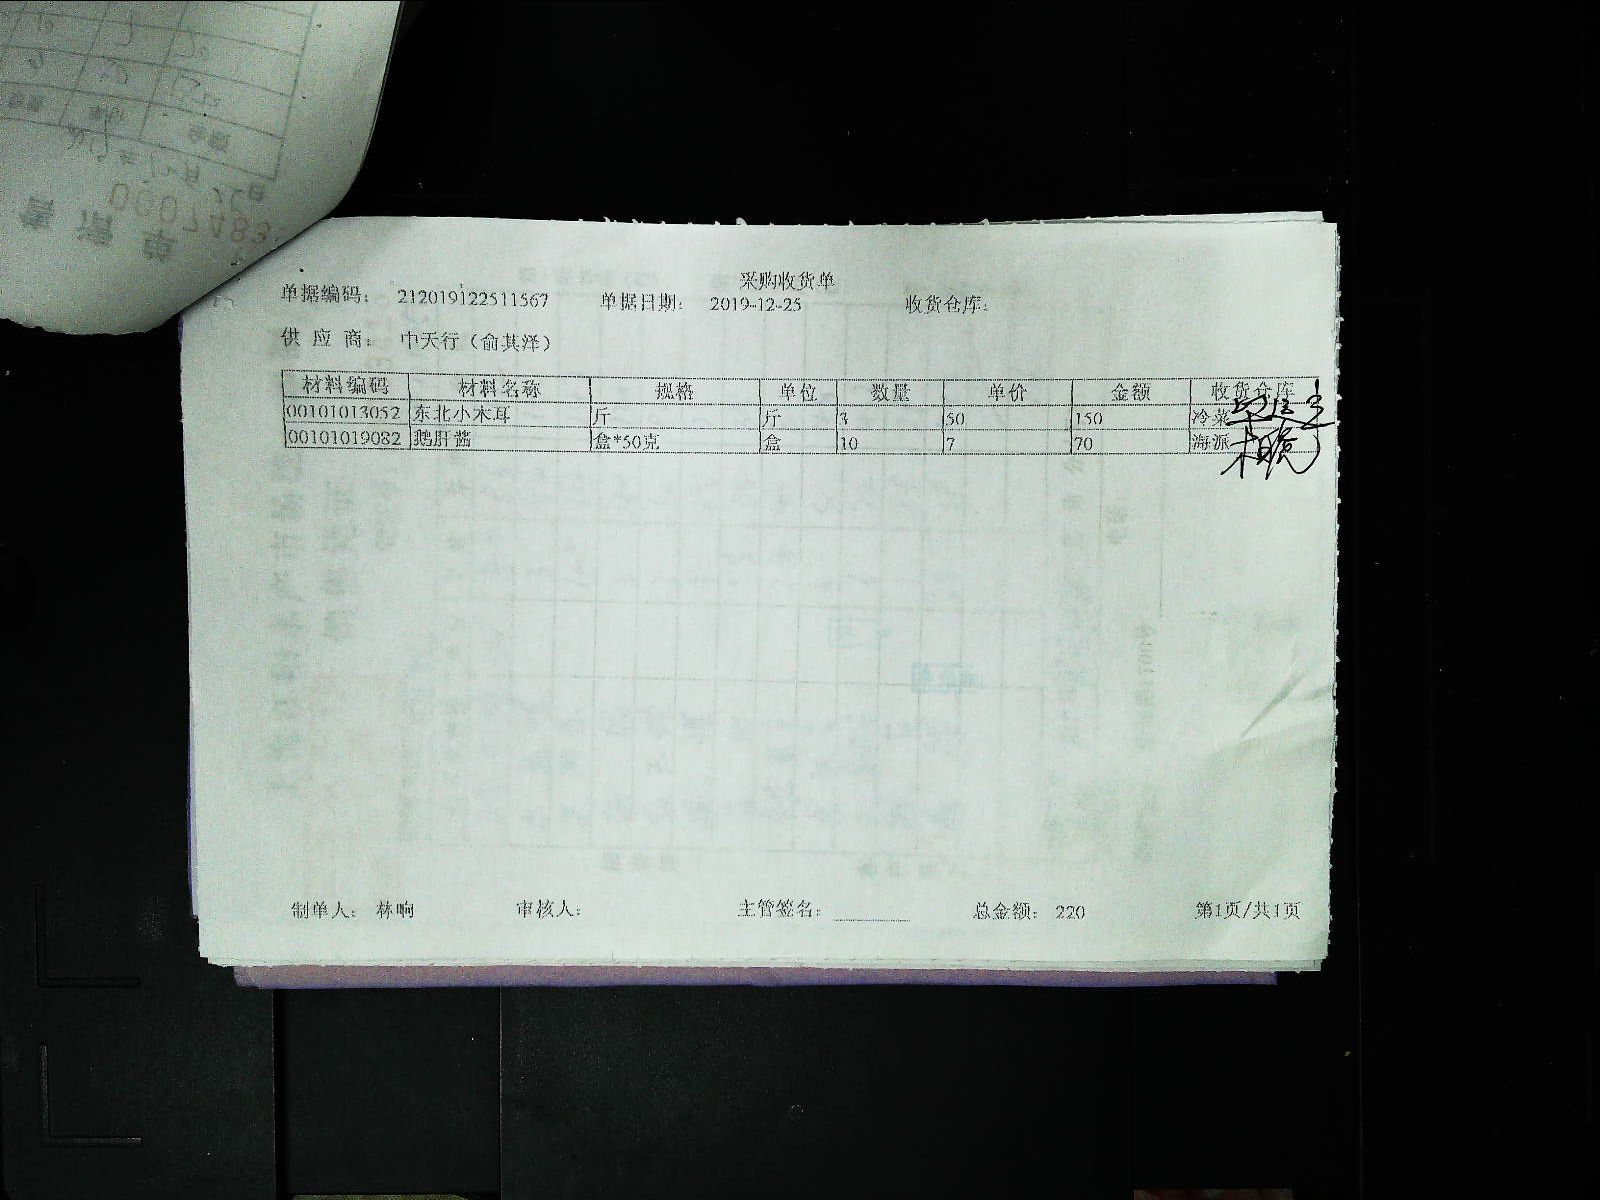 0007483
采购收货单
单据编码： 212019122511567 单据日期： 2019-12-25 收货仓库：
供 应 商： 中天行（俞其泽）
材料编码 材料名称 规格 单位 数量 单价 金额 收货仓库
00101013052 东北小木耳 斤 斤 3 50 150 冷菜
00101019082 鹅肝酱 盒*50克 盒 10 7 70 海派
制单人： 林响 审核人： 主管签名： 总金额： 220 第1页/共1页